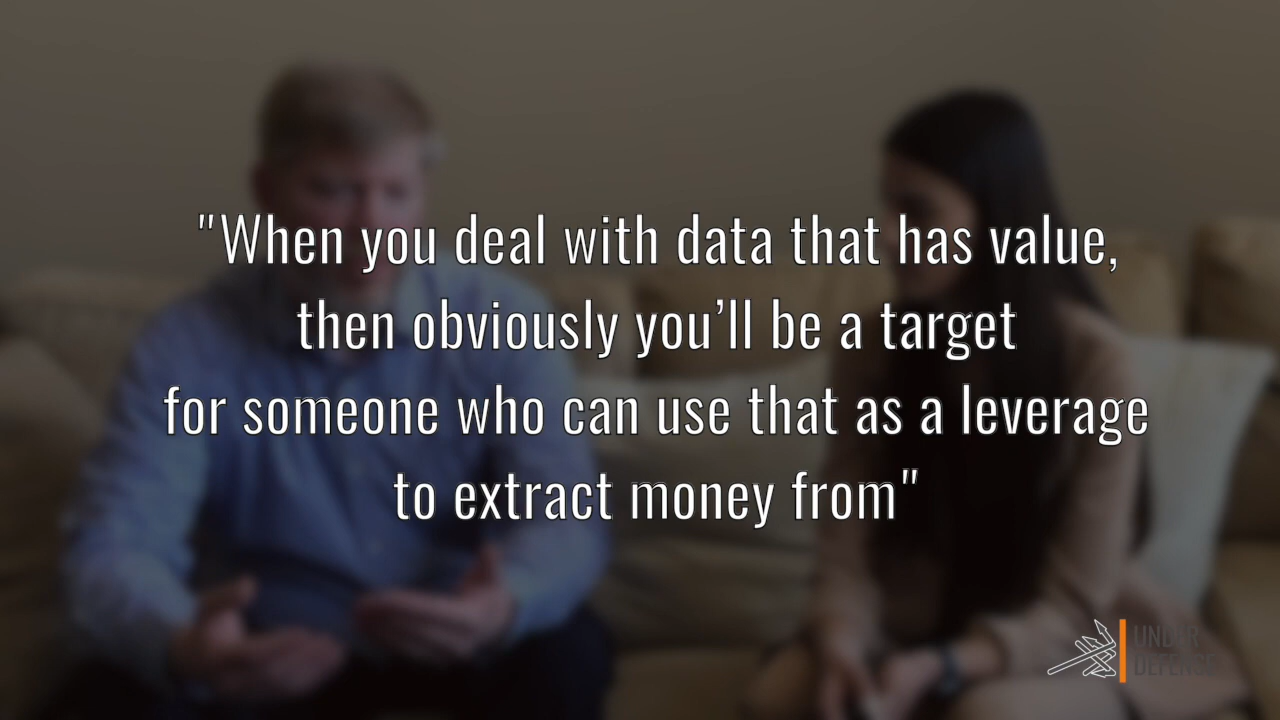 "When you deal with data that has value,
then obviously you’ll be a target
for someone who can use that as a leverage
to extract money from"
UNDER
DEFENSE